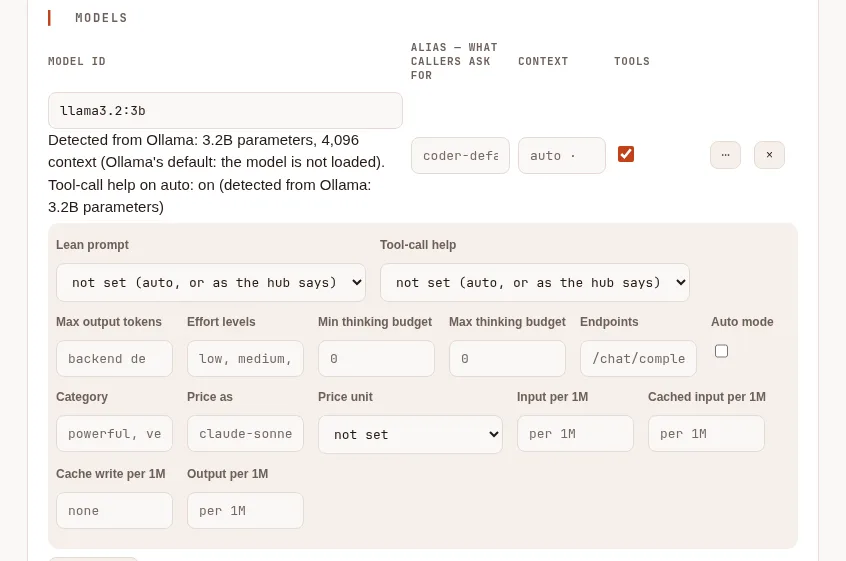 MODELS
MODEL ID
ALIAS — WHAT
CALLERS ASK
FOR
CONTEXT
TOOLS
llama3.2:3b
Detected from Ollama: 3.2B parameters, 4,096
context (Ollama's default: the model is not loaded).
Tool-call help on auto: on (detected from Ollama:
3.2B parameters)
coder-defa
auto ·
…
×
Lean prompt
Tool-call help
not set (auto, or as the hub says)
not set (auto, or as the hub says)
Max output tokens
Effort levels
Min thinking budget
Max thinking budget
Endpoints
Auto mode
backend de
low, medium,
0
0
/chat/comple
Category
Price as
Price unit
Input per 1M
Cached input per 1M
powerful, ve
claude-sonne
not set
per 1M
per 1M
Cache write per 1M
Output per 1M
none
per 1M